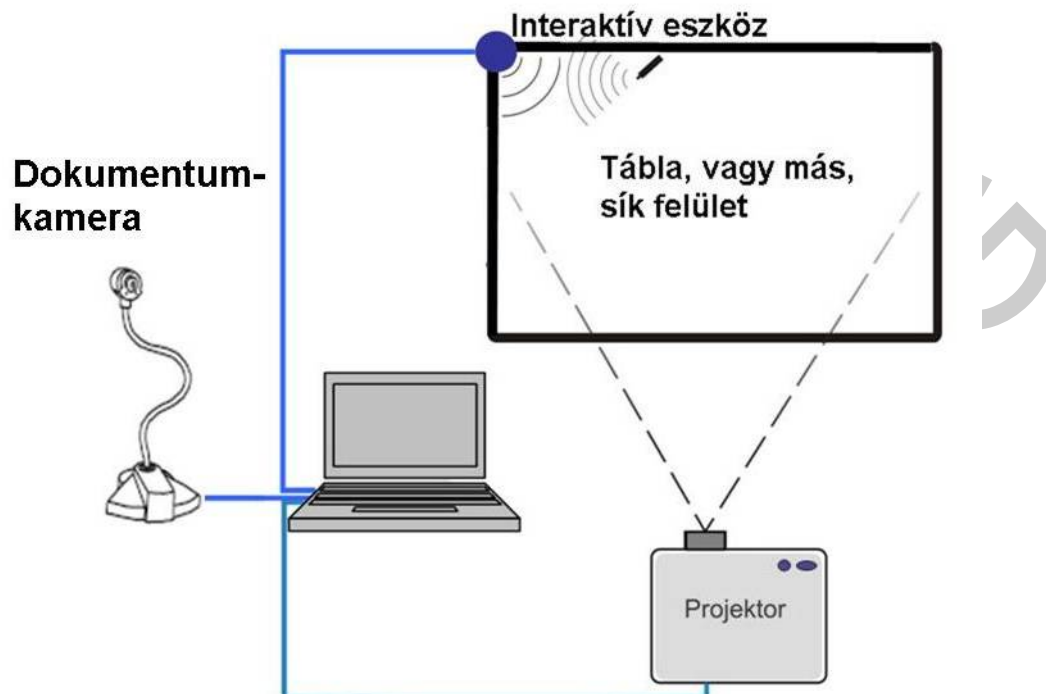 Interaktív eszköz
Dokumentum-
kamera
Tábla, vagy más,
sík felület
Projektor